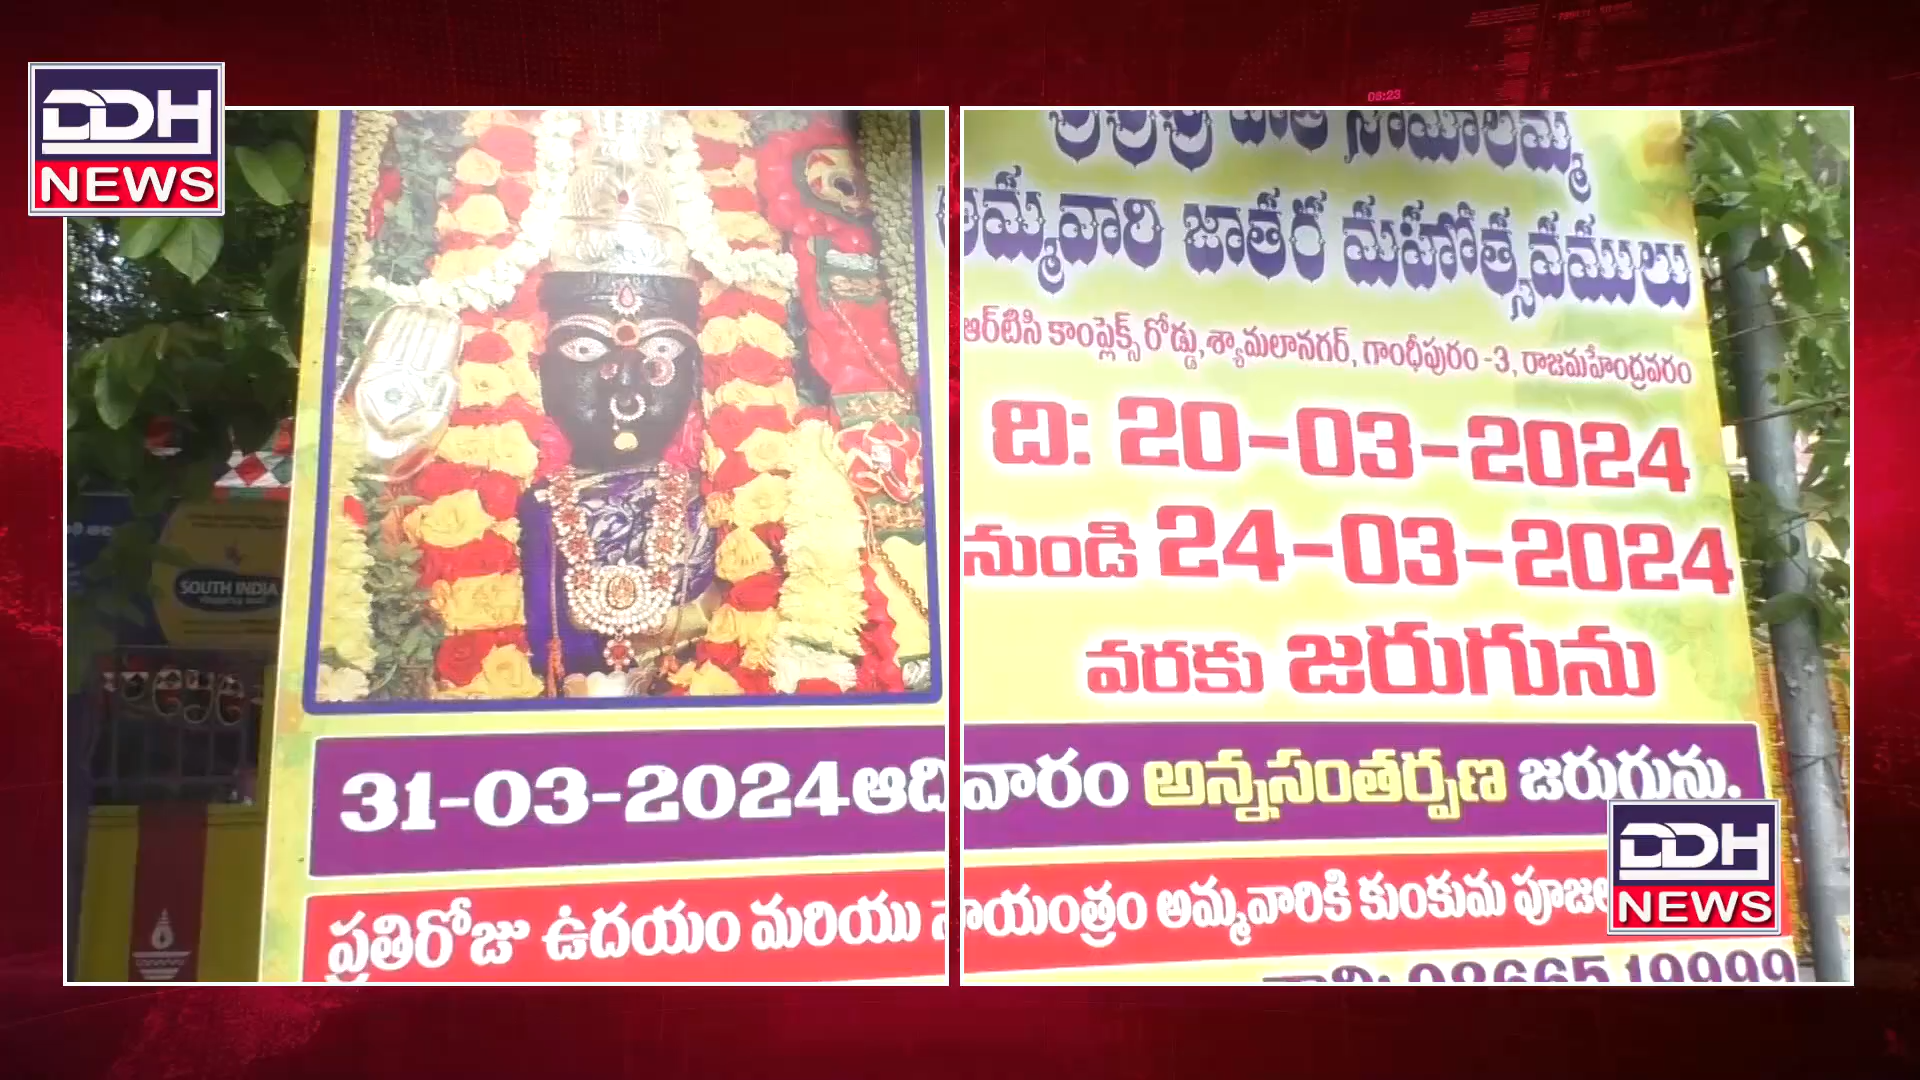 DDH
NEWS
SOUTH INDIA
31-03-2024 ఆది
ప్రతిరోజు ఉదయం మరియు
శ్రీశ్రీశ్రీ పాత సోమాలమ్మ
అమ్మవారి జాతర మహోత్సవములు
ఆర్‌టిసి కాంప్లెక్స్ రోడ్డు, శ్యామలానగర్, గాంధీపురం -3, రాజమహేంద్రవరం
ది: 20-03-2024
నుండి 24-03-2024
వరకు జరుగును
వారం అన్నసంతర్పణ జరుగును.
సాయంత్రం అమ్మవారికి కుంకుమ
DDH
NEWS